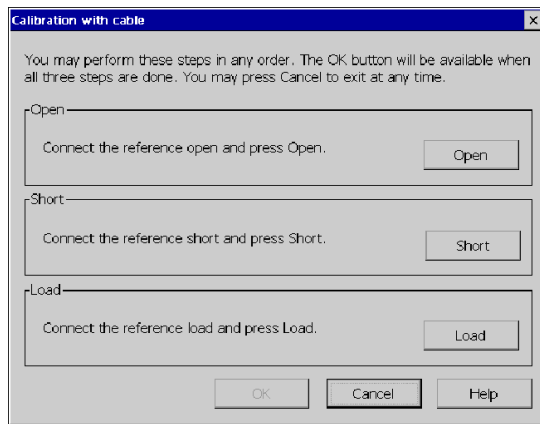 Calibration with cable
You may perform these steps in any order. The OK button will be available when
all three steps are done. You may press Cancel to exit at any time.
Open
Connect the reference open and press Open.
Open
Short
Connect the reference short and press Short.
Short
Load
Connect the reference load and press Load.
Load
OK
Cancel
Help